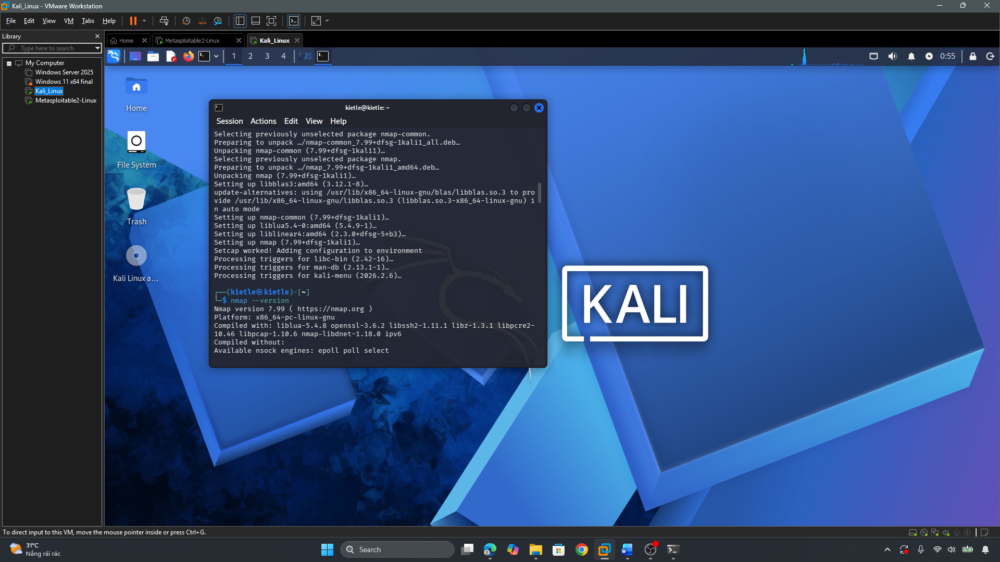 Kali_Linux - VMware Workstation
File Edit View VM Tabs Help
Library
Type here to search
My Computer
Windows Server 2025
Windows 11 x64 final
Kali_Linux
Metasploitable2-Linux
Home
Metasploitable2-Linux
Kali_Linux
1 2 3 4
0:55
Home
File System
Trash
Kali Linux a...
kietle@kietle: ~
Session Actions Edit View Help
Selecting previously unselected package nmap-common.
Preparing to unpack …/nmap-common_7.99+dfsg-1kali1_all.deb…
Unpacking nmap-common (7.99+dfsg-1kali1)…
Selecting previously unselected package nmap.
Preparing to unpack …/nmap_7.99+dfsg-1kali1_amd64.deb…
Unpacking nmap (7.99+dfsg-1kali1)…
Setting up libblas3:amd64 (3.12.1-8)…
update-alternatives: using /usr/lib/x86_64-linux-gnu/blas/libblas.so.3 to pro
vide /usr/lib/x86_64-linux-gnu/libblas.so.3 (libblas.so.3-x86_64-linux-gnu) i
n auto mode
Setting up nmap-common (7.99+dfsg-1kali1)…
Setting up liblua5.4-0:amd64 (5.4.9-1)…
Setting up liblinear4:amd64 (2.3.0+dfsg-5+b3)…
Setting up nmap (7.99+dfsg-1kali1)…
Setcap worked! Adding configuration to environment
Processing triggers for libc-bin (2.42-16)…
Processing triggers for man-db (2.13.1-1)…
Processing triggers for kali-menu (2026.2.6)…
┌──(kietle㉿kietle)-[~]
└─$ nmap --version
Nmap version 7.99 ( https://nmap.org )
Platform: x86_64-pc-linux-gnu
Compiled with: liblua-5.4.8 openssl-3.6.2 libssh2-1.11.1 libz-1.3.1 libpcre2-
10.46 libpcap-1.10.6 nmap-libdnet-1.18.0 ipv6
Compiled without:
Available nsock engines: epoll poll select
KALI
To direct input to this VM, move the mouse pointer inside or press Ctrl+G.
31°C
Nắng rải rác
Search